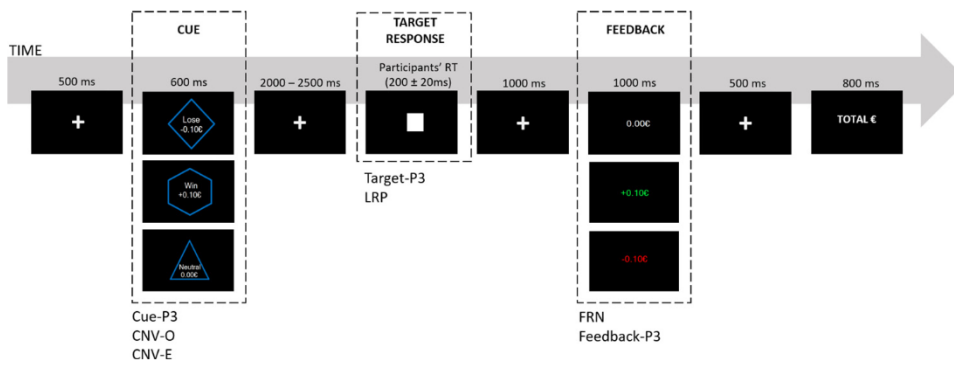 CUE
TARGET
RESPONSE
FEEDBACK
TIME
Participants' RT
(200 ± 20ms)
500 ms
600 ms
2000 – 2500 ms
1000 ms
1000 ms
500 ms
800 ms
Lose
-0.10€
0.00€
TOTAL €
Win
+0.10€
+0.10€
Neutral
0.00€
-0.10€
Target-P3
LRP
Cue-P3
CNV-O
CNV-E
FRN
Feedback-P3